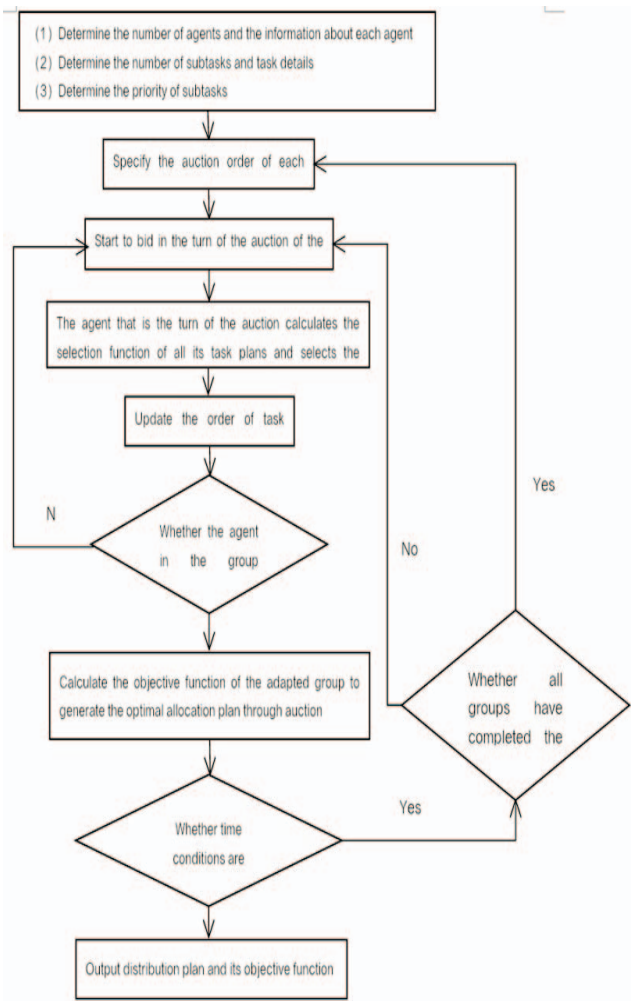 (1) Determine the number of agents and the information about each agent
(2) Determine the number of subtasks and task details
(3) Determine the priority of subtasks
Specify the auction order of each
Start to bid in the turn of the auction of the
The agent that is the turn of the auction calculates the
selection function of all its task plans and selects the
Update the order of task
N
Whether the agent
in the group
Calculate the objective function of the adapted group to
generate the optimal allocation plan through auction
Whether time
conditions are
Yes
No
Yes
Whether all
groups have
completed the
Output distribution plan and its objective function